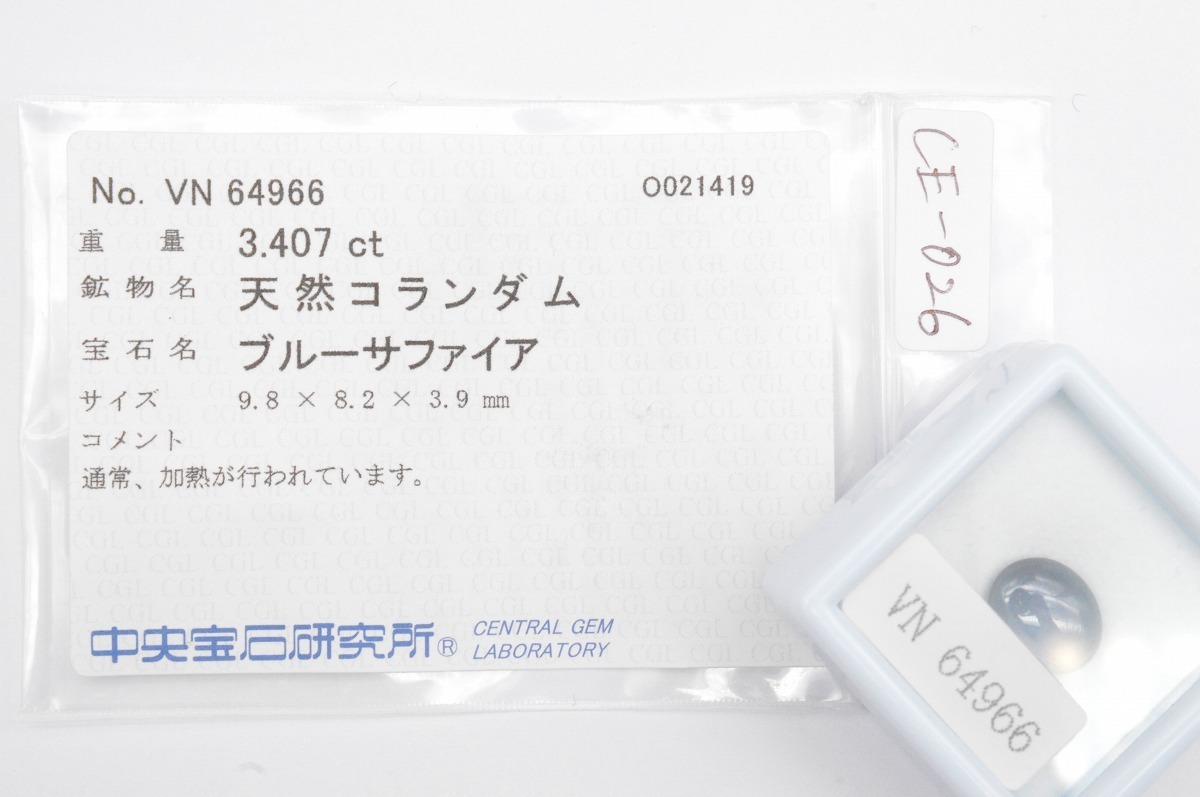 No. VN 64966
O021419
重 量 3.407 ct
鉱物名 天然コランダム
宝石名 ブルーサファイア
サイズ 9.8 × 8.2 × 3.9 mm
コメント
通常、加熱が行われています。
中央宝石研究所® CENTRAL GEM
LABORATORY
CE-026
VN 64966